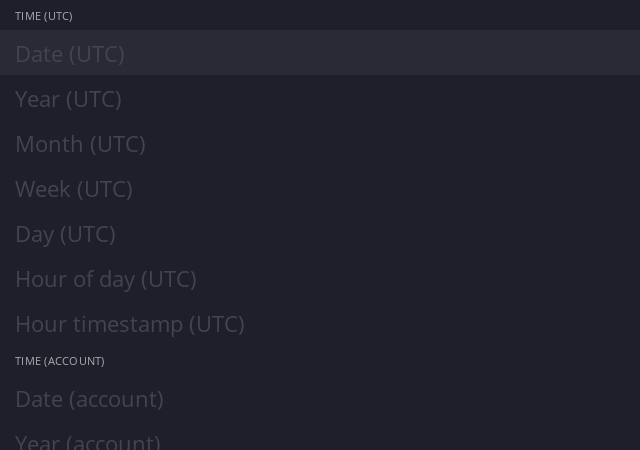 TIME (UTC)
Date (UTC)
Year (UTC)
Month (UTC)
Week (UTC)
Day (UTC)
Hour of day (UTC)
Hour timestamp (UTC)
TIME (ACCOUNT)
Date (account)
Year (account)